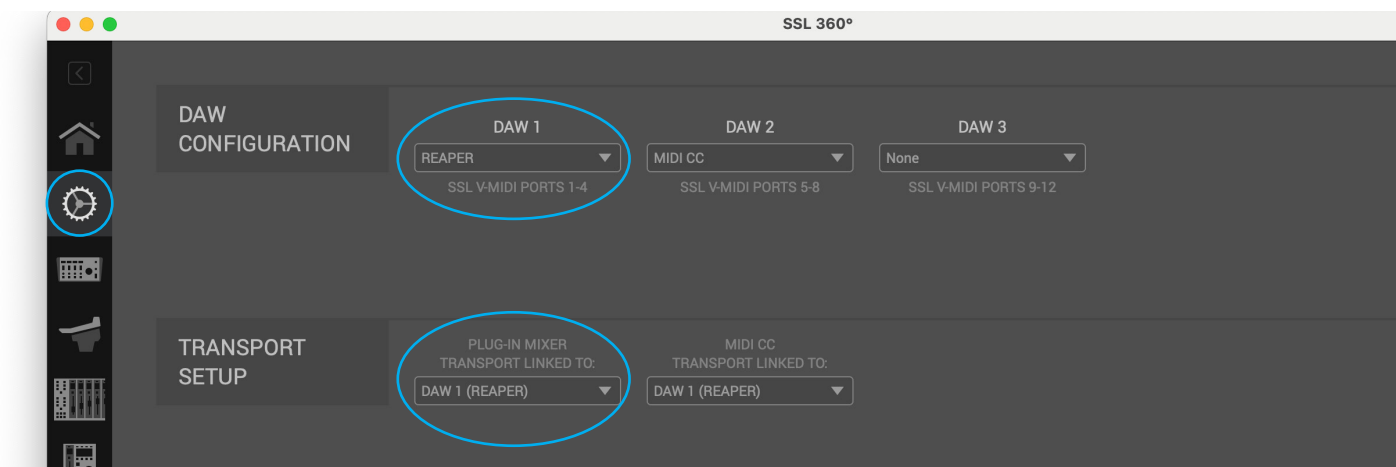 SSL 360°
DAW
CONFIGURATION
DAW 1
DAW 2
DAW 3
REAPER
MIDI CC
None
SSL V-MIDI PORTS 1-4
SSL V-MIDI PORTS 5-8
SSL V-MIDI PORTS 9-12
TRANSPORT
SETUP
PLUG-IN MIXER
TRANSPORT LINKED TO:
DAW 1 (REAPER)
MIDI CC
TRANSPORT LINKED TO:
DAW 1 (REAPER)